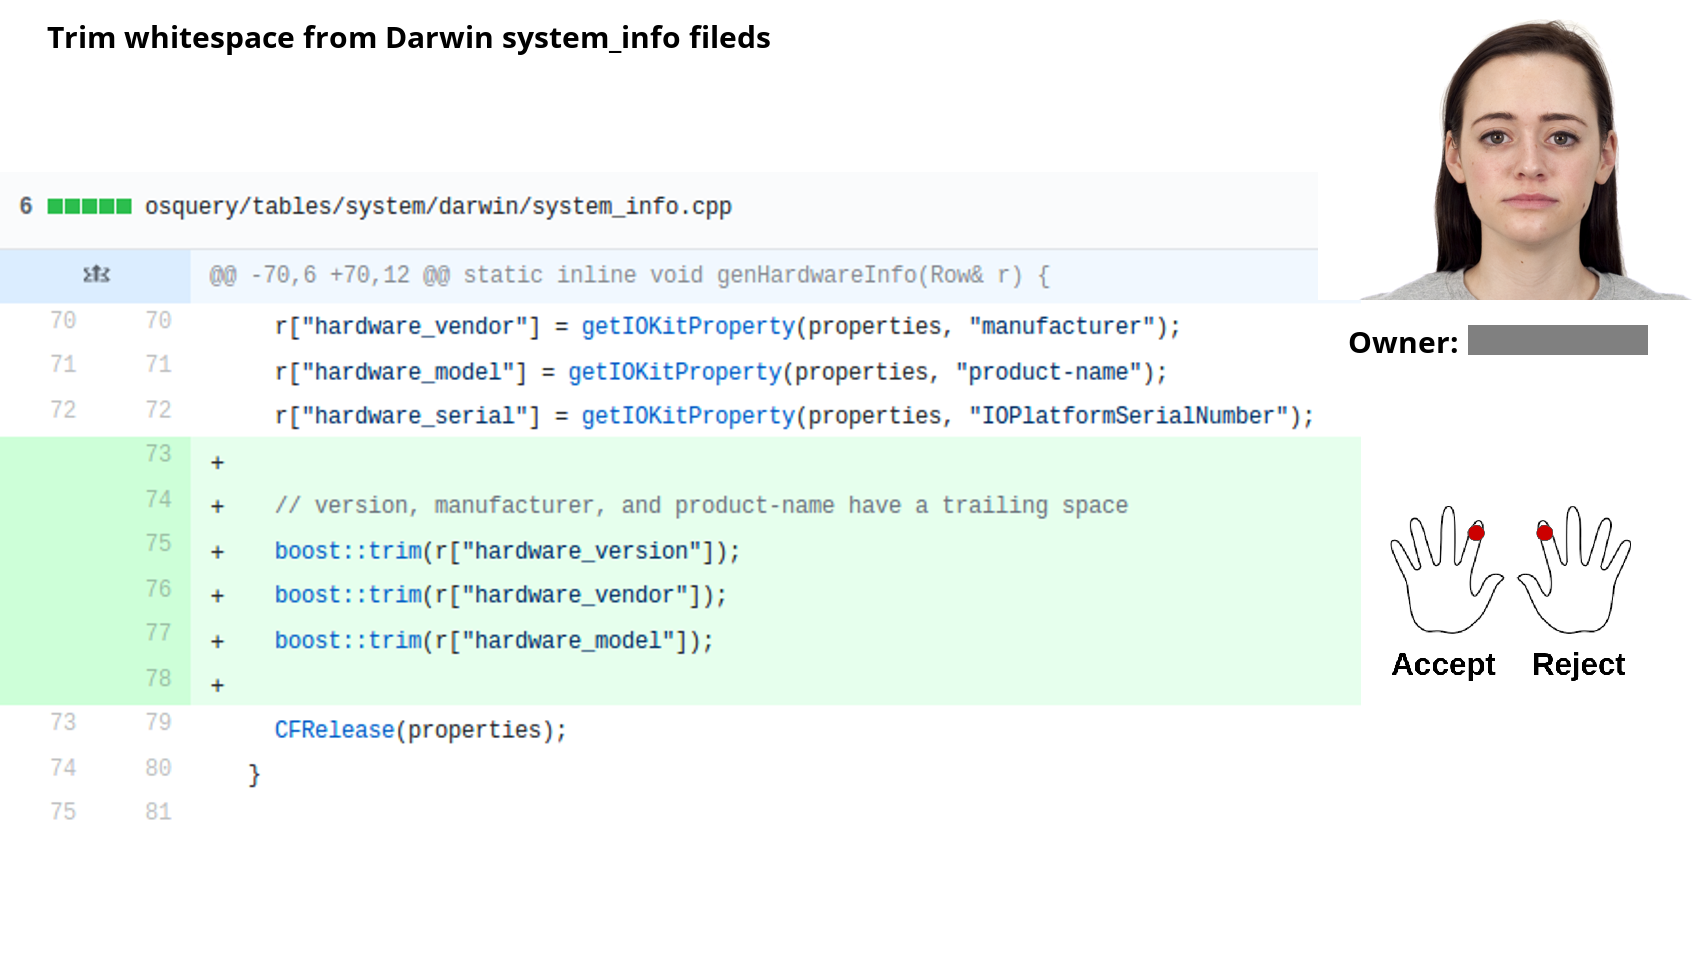 Trim whitespace from Darwin system_info fileds
6 osquery/tables/system/darwin/system_info.cpp
@@ -70,6 +70,12 @@ static inline void genHardwareInfo(Row& r) {
70 70 r["hardware_vendor"] = getIOKitProperty(properties, "manufacturer");
71 71 r["hardware_model"] = getIOKitProperty(properties, "product-name");
72 72 r["hardware_serial"] = getIOKitProperty(properties, "IOPlatformSerialNumber");
73 +
74 + // version, manufacturer, and product-name have a trailing space
75 + boost::trim(r["hardware_version"]);
76 + boost::trim(r["hardware_vendor"]);
77 + boost::trim(r["hardware_model"]);
78 +
73 79 CFRelease(properties);
74 80 }
75 81
Owner:
Accept Reject